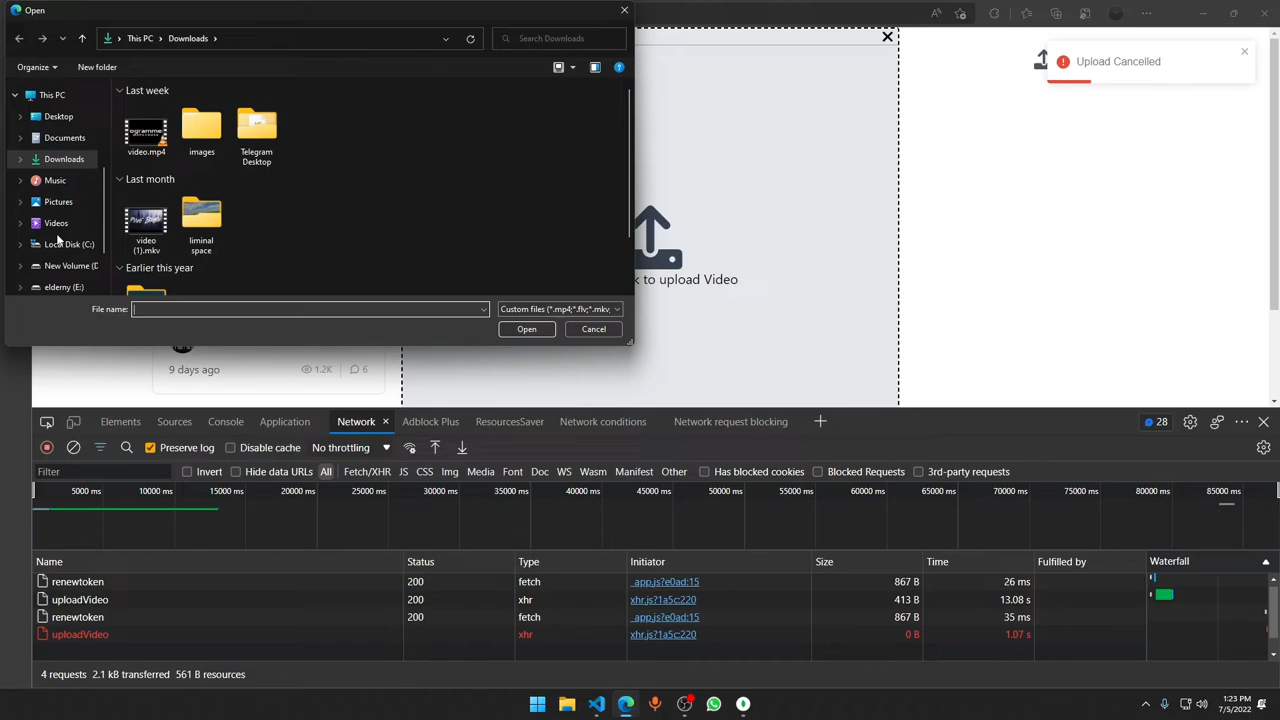 Open
This PC > Downloads >
Search Downloads
Organize
New folder
This PC
Desktop
Documents
Downloads
Music
Pictures
Videos
Local Disk (C:)
New Volume (D
elderny (E:)
Last week
ogramme
video.mp4
images
Telegram
Desktop
Last month
video
(1).mkv
liminal
space
Earlier this year
File name:
Custom files (*.mp4;*.flv;*.mkv;
Open
Cancel
Upload Cancelled
k to upload Video
9 days ago
1.2K
6
Elements
Sources
Console
Application
Network
Adblock Plus
ResourcesSaver
Network conditions
Network request blocking
28
Preserve log
Disable cache
No throttling
Filter
Invert
Hide data URLs
All
Fetch/XHR
JS
CSS
Img
Media
Font
Doc
WS
Wasm
Manifest
Other
Has blocked cookies
Blocked Requests
3rd-party requests
5000 ms
10000 ms
15000 ms
20000 ms
25000 ms
30000 ms
35000 ms
40000 ms
45000 ms
50000 ms
55000 ms
60000 ms
65000 ms
70000 ms
75000 ms
80000 ms
85000 ms
Name Status Type Initiator Size Time Fulfilled by Waterfall
renewtoken 200 fetch _app.js?e0ad:15 867 B 26 ms
uploadVideo 200 xhr xhr.js?1a5c:220 413 B 13.08 s
renewtoken 200 fetch _app.js?e0ad:15 867 B 35 ms
uploadVideo xhr xhr.js?1a5c:220 0 B 1.07 s
4 requests 2.1 kB transferred 561 B resources
1:23 PM
7/5/2022